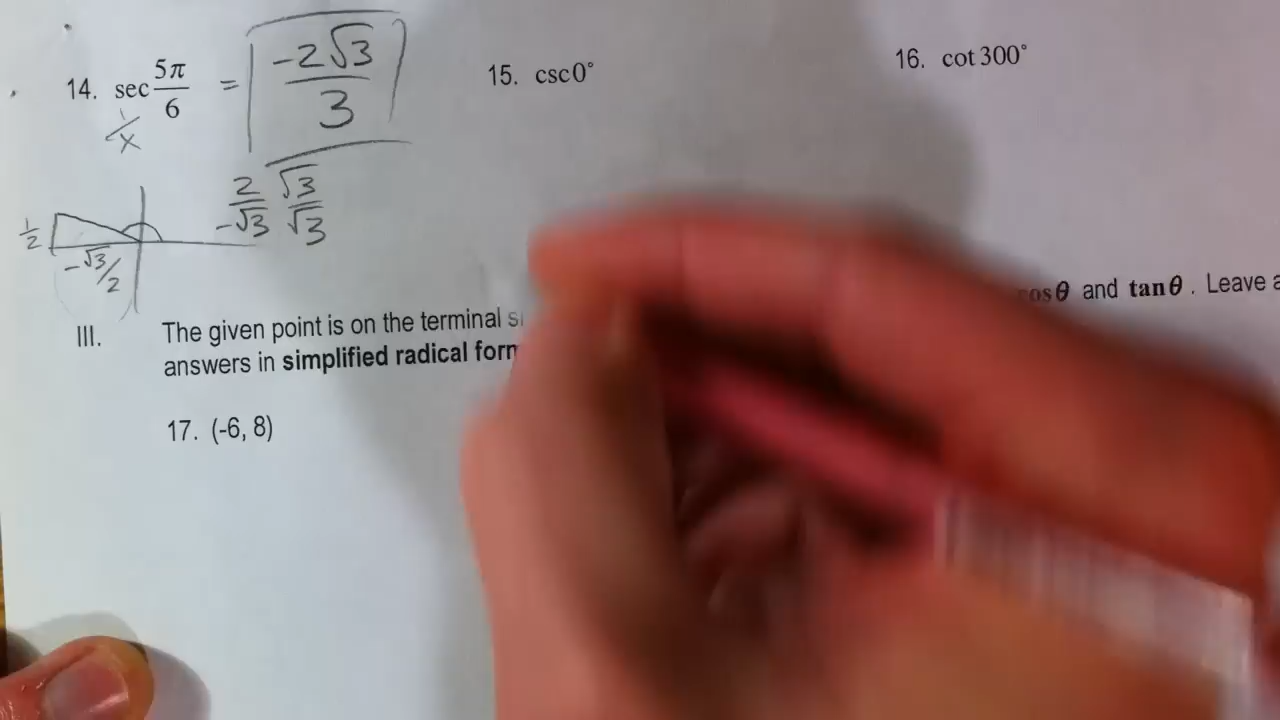 14. sec 5π/6 = -2√3/3
1/x
15. csc 0°
16. cot 300°
2/-√3 √3/√3
1/2
-√3/2
III. The given point is on the terminal
cosθ and tanθ. Leave
answers in simplified radical form
17. (-6, 8)